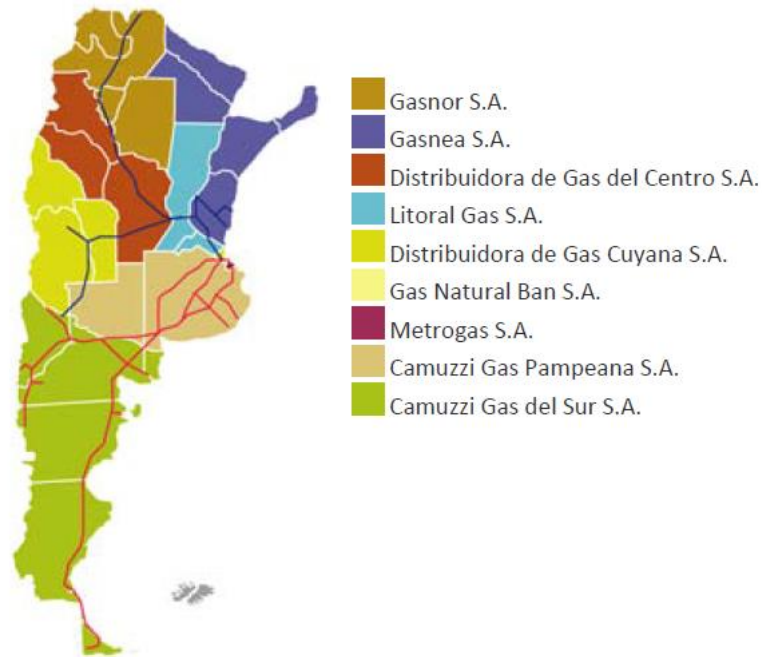 Gasnor S.A.
Gasnea S.A.
Distribuidora de Gas del Centro S.A.
Litoral Gas S.A.
Distribuidora de Gas Cuyana S.A.
Gas Natural Ban S.A.
Metrogas S.A.
Camuzzi Gas Pampeana S.A.
Camuzzi Gas del Sur S.A.